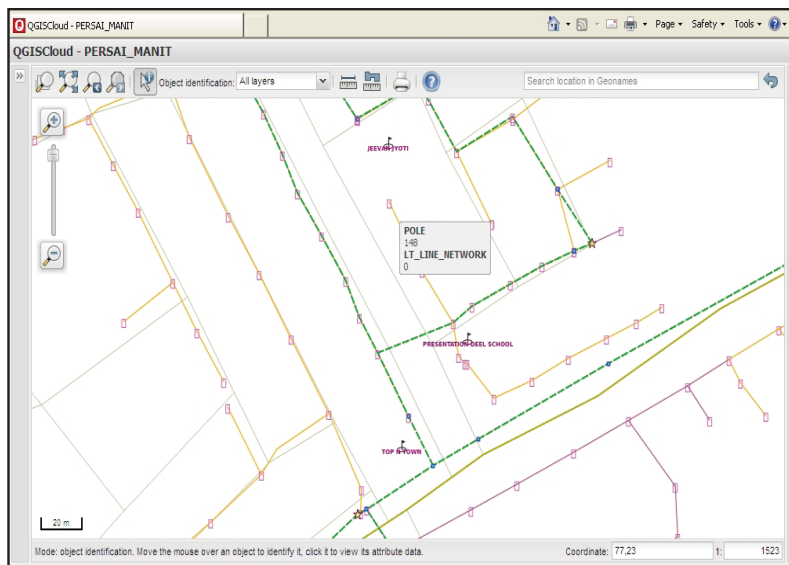 QGISCloud - PERSAI_MANIT
Page Safety Tools
QGISCloud - PERSAI_MANIT
Object identification: All layers Search location in Geonames
JEEVAN JYOTI
POLE
148
LT_LINE_NETWORK
0
PRESENTATION DEEL SCHOOL
TOP N TOWN
20 m
Mode: object identification. Move the mouse over an object to identify it, click it to view its attribute data. Coordinate: 77,23 1: 1523